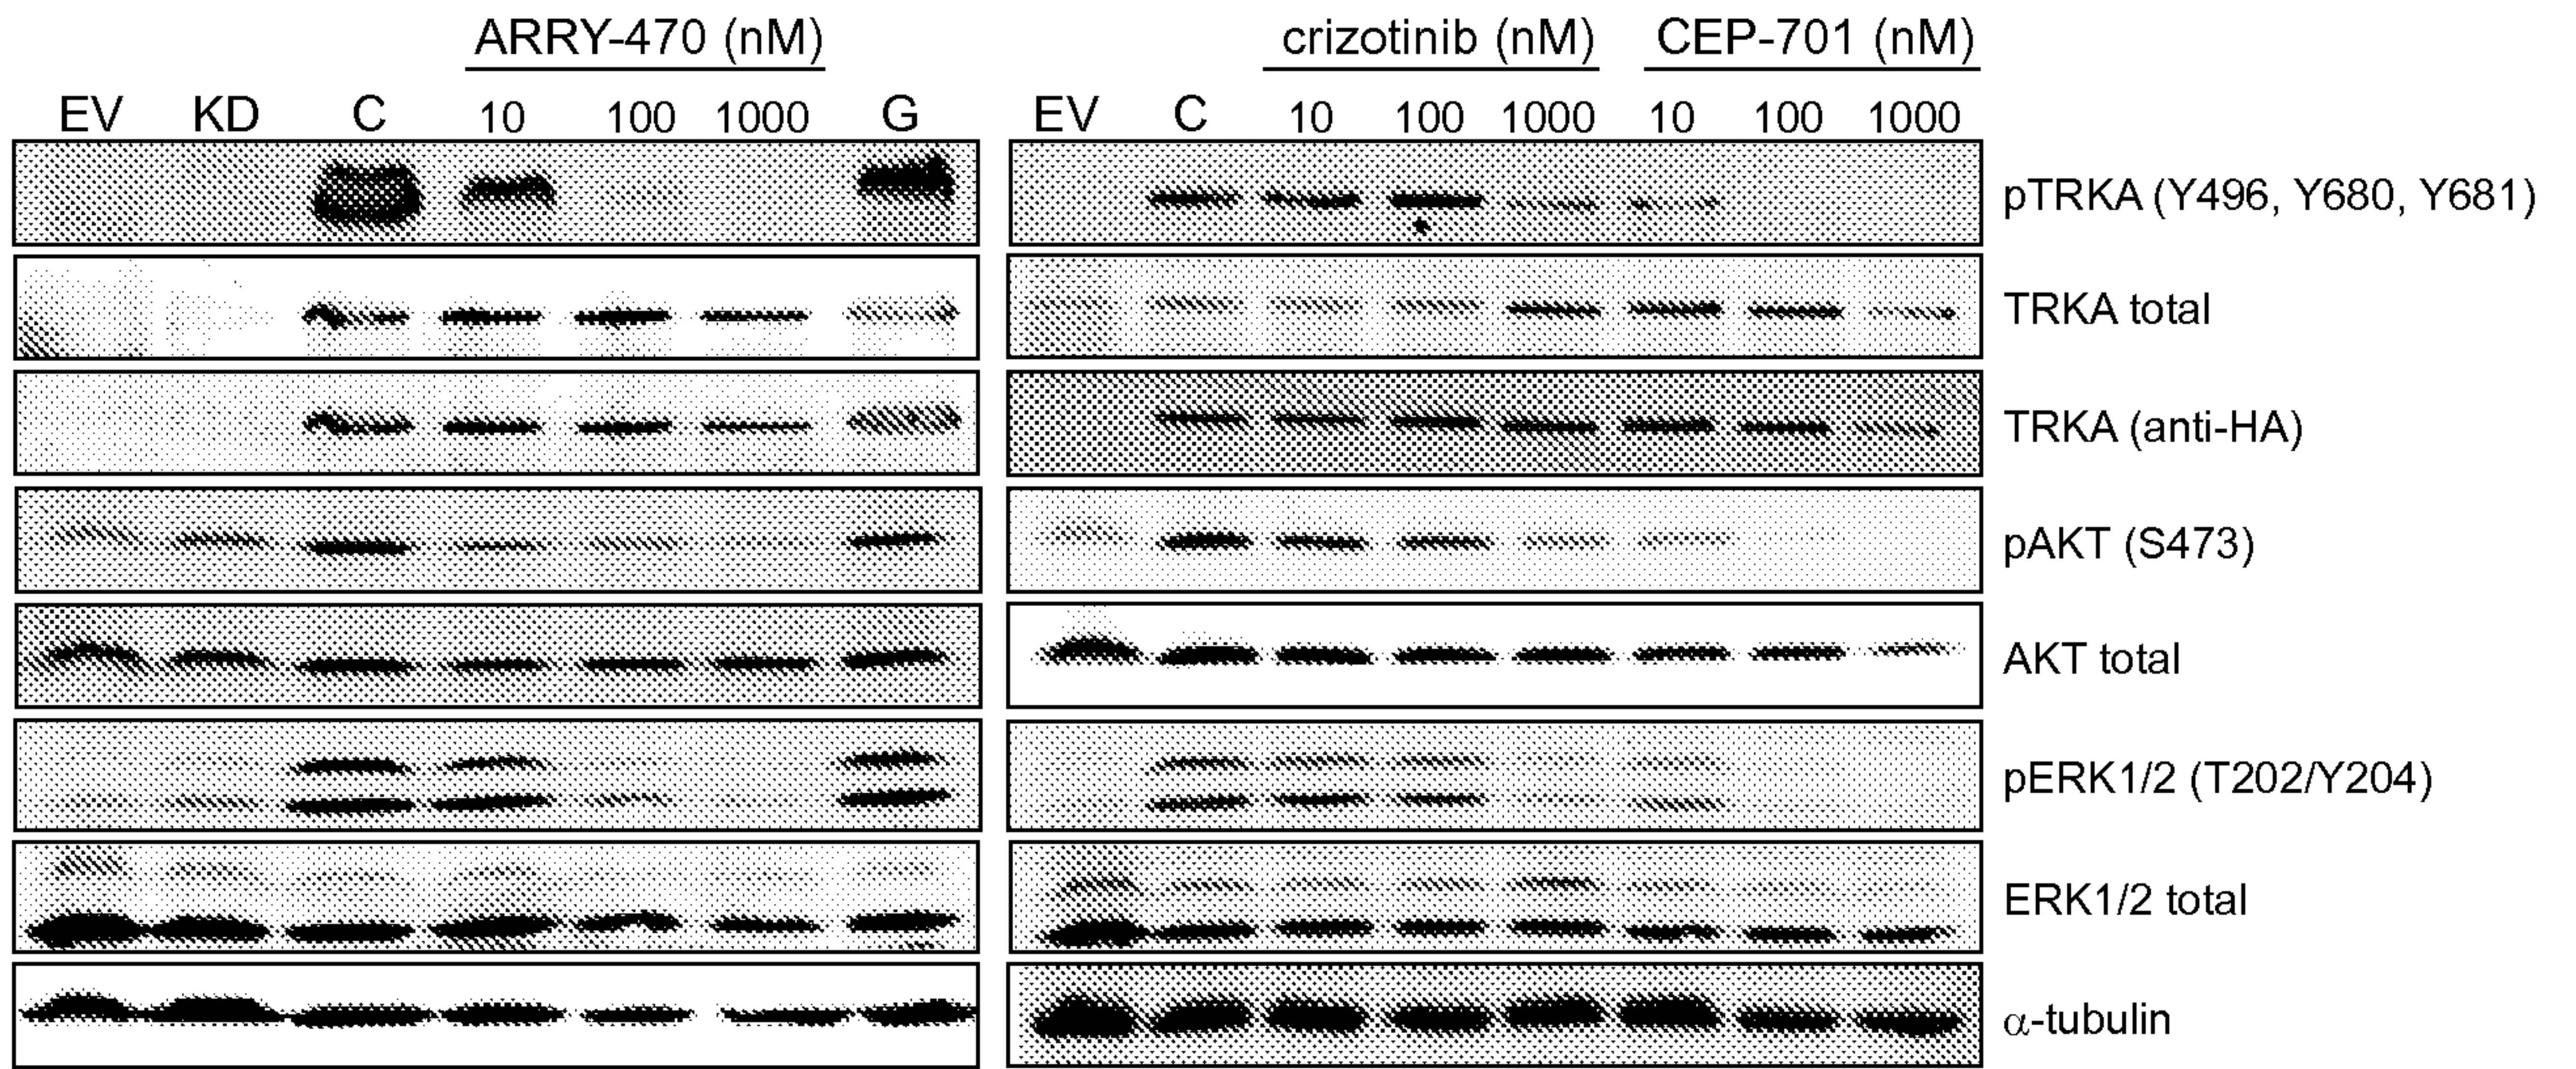 ARRY-470 (nM) crizotinib (nM) CEP-701 (nM)
EV KD C 10 100 1000 G EV C 10 100 1000 10 100 1000
pTRKA (Y496, Y680, Y681)
TRKA total
TRKA (anti-HA)
pAKT (S473)
AKT total
pERK1/2 (T202/Y204)
ERK1/2 total
α-tubulin